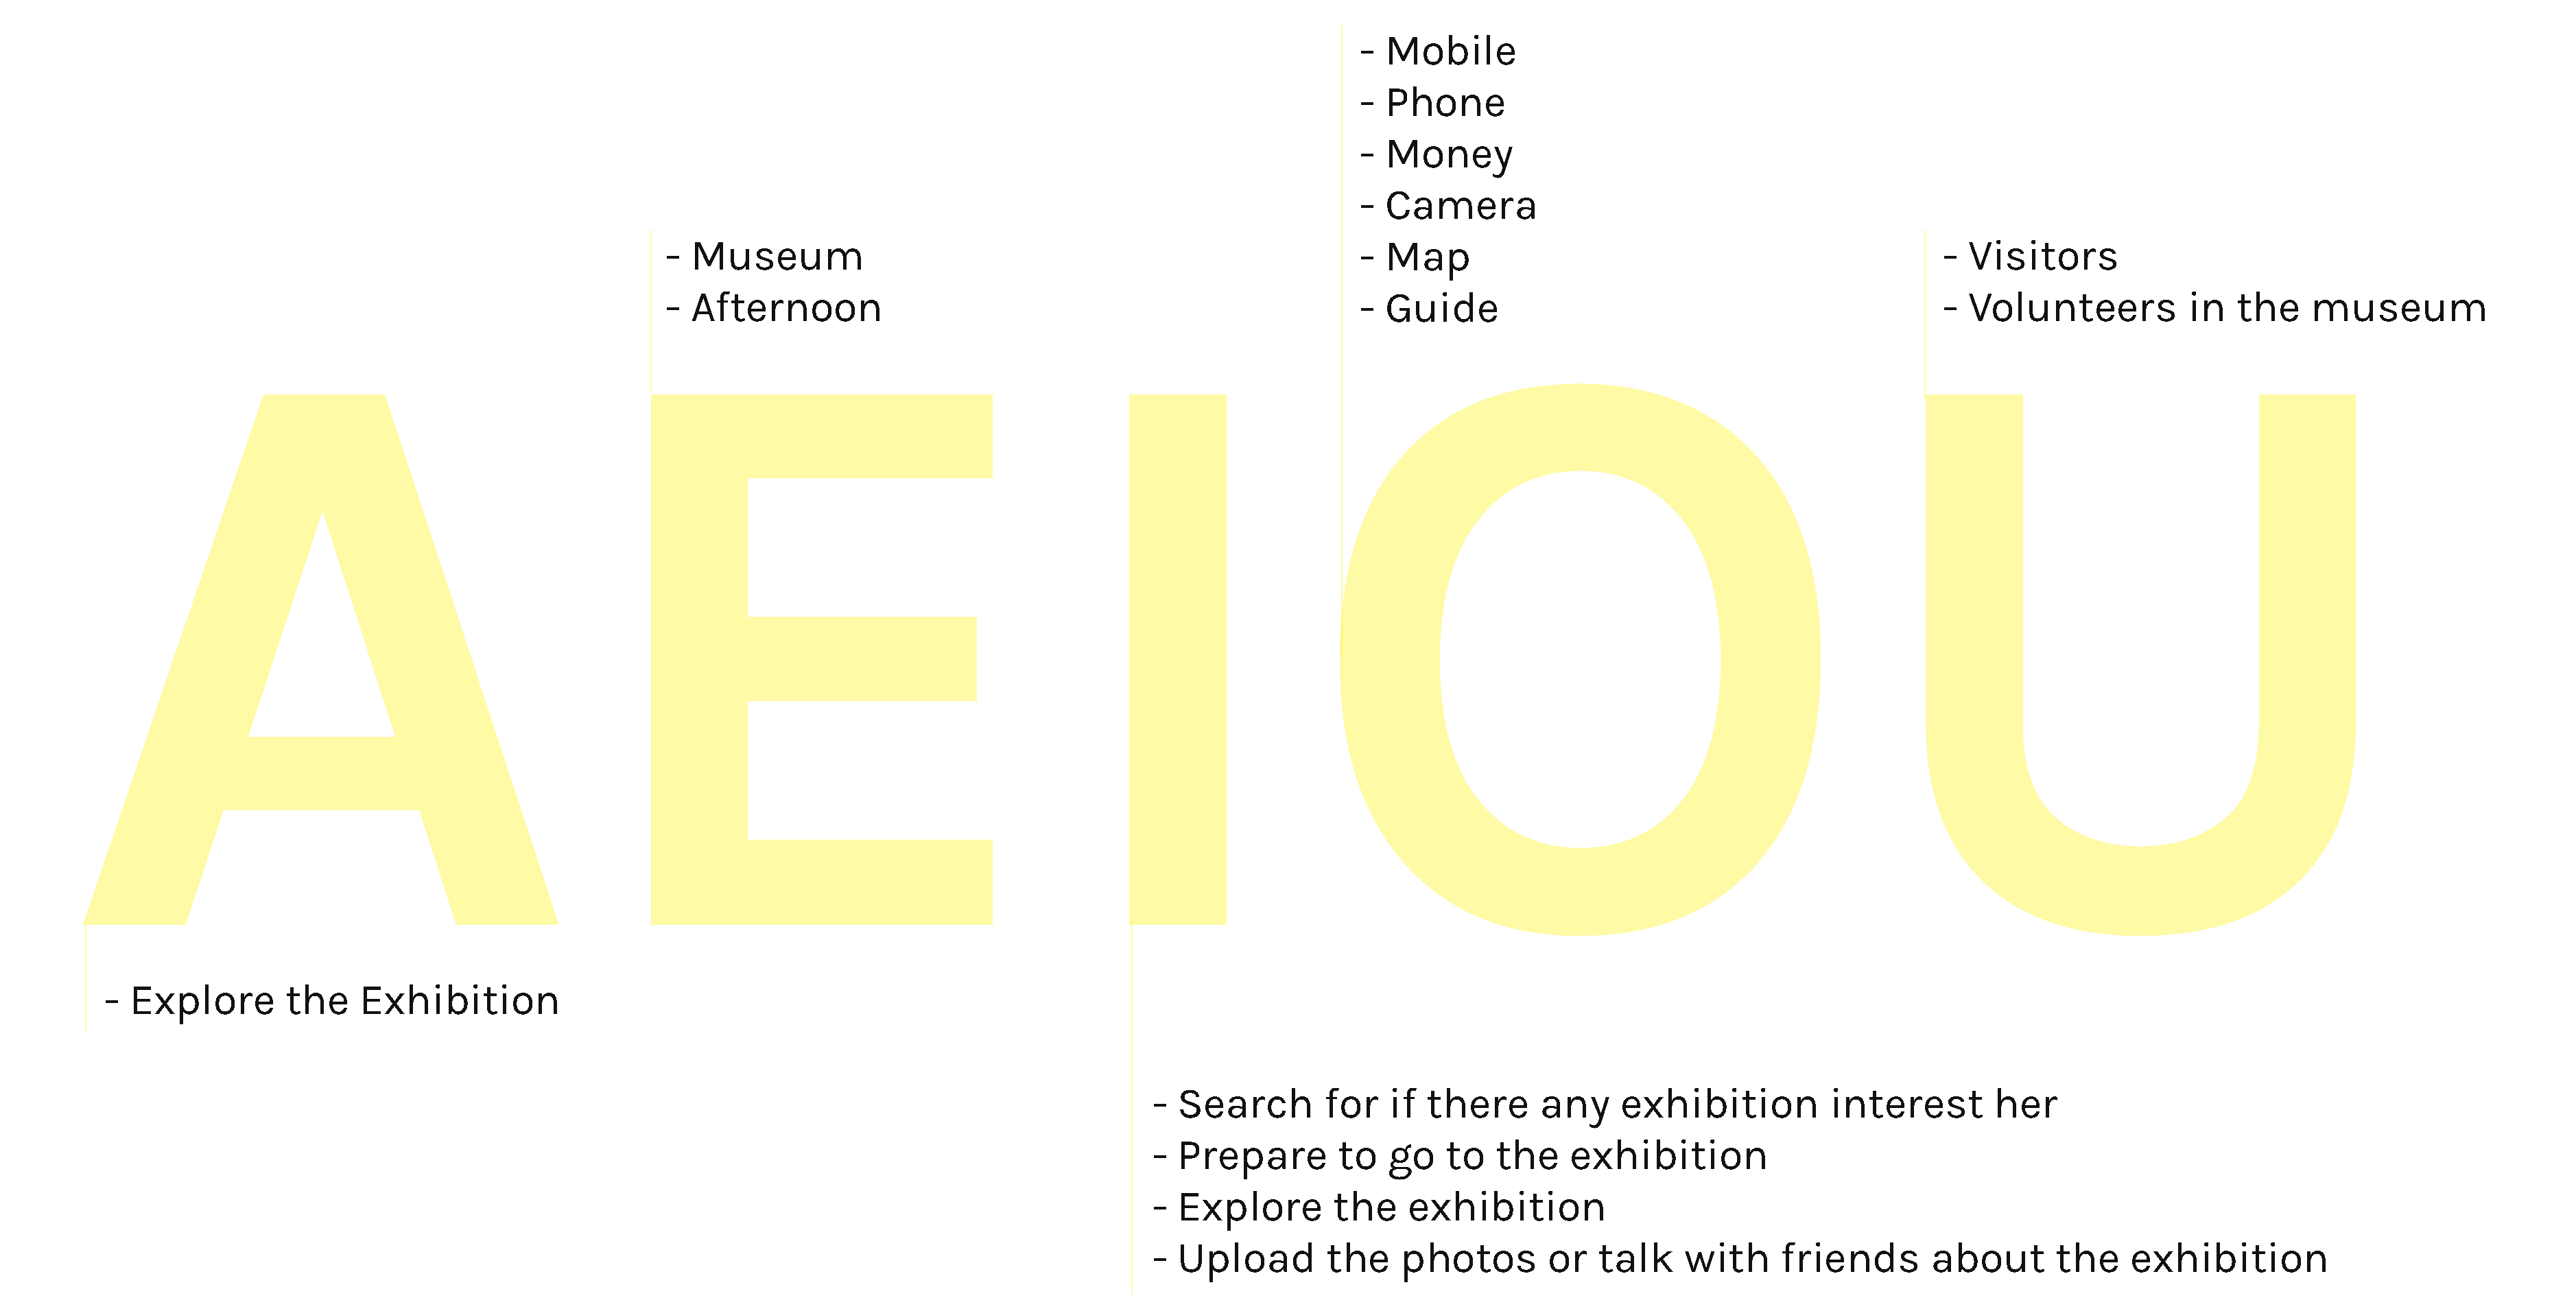 - Mobile
- Phone
- Money
- Camera
- Map
- Guide
- Museum
- Afternoon
- Visitors
- Volunteers in the museum
AEIOU
- Explore the Exhibition
- Search for if there any exhibition interest her
- Prepare to go to the exhibition
- Explore the exhibition
- Upload the photos or talk with friends about the exhibition